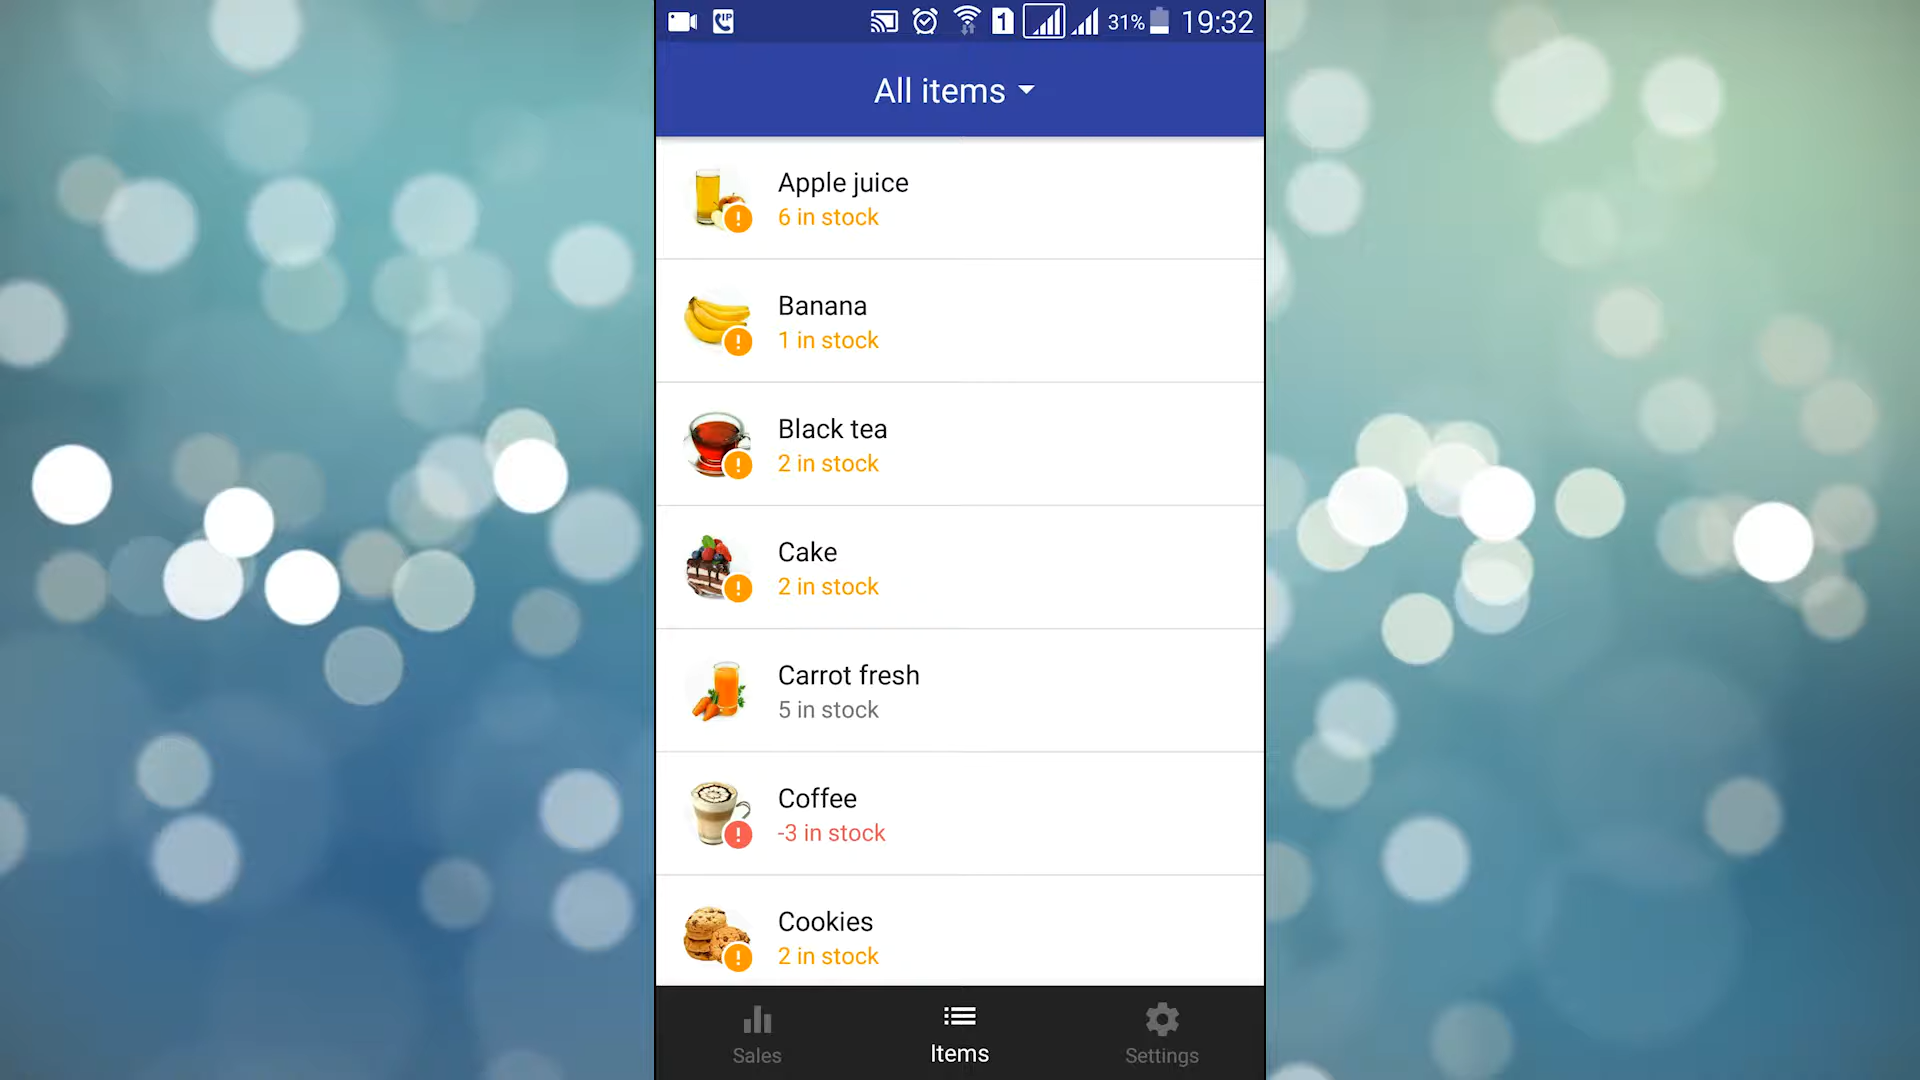 1 31% 19:32
All items
Apple juice
6 in stock
Banana
1 in stock
Black tea
2 in stock
Cake
2 in stock
Carrot fresh
5 in stock
Coffee
-3 in stock
Cookies
2 in stock
Sales Items Settings